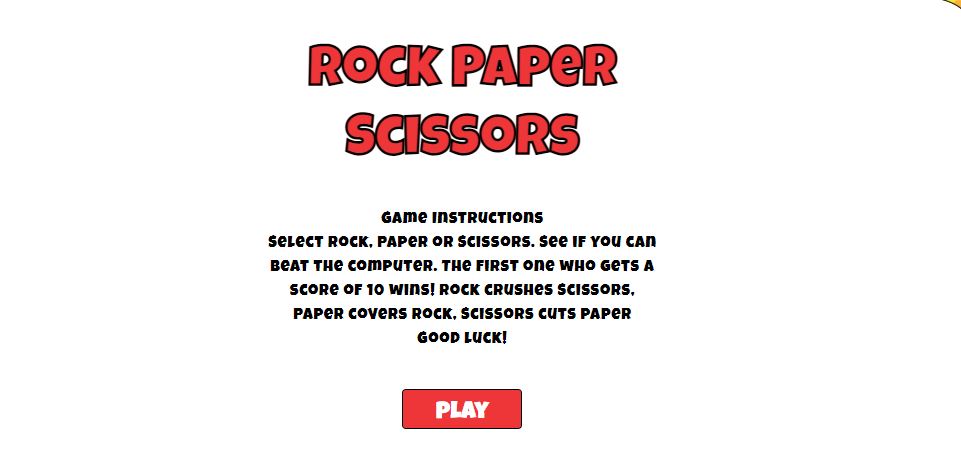 ROCK PAPER
SCISSORS
Game Instructions
Select Rock, Paper or Scissors. See if you can
beat the computer. The first one who gets a
score of 10 wins! Rock crushes Scissors,
Paper covers Rock, Scissors cuts Paper
Good Luck!
PLAY